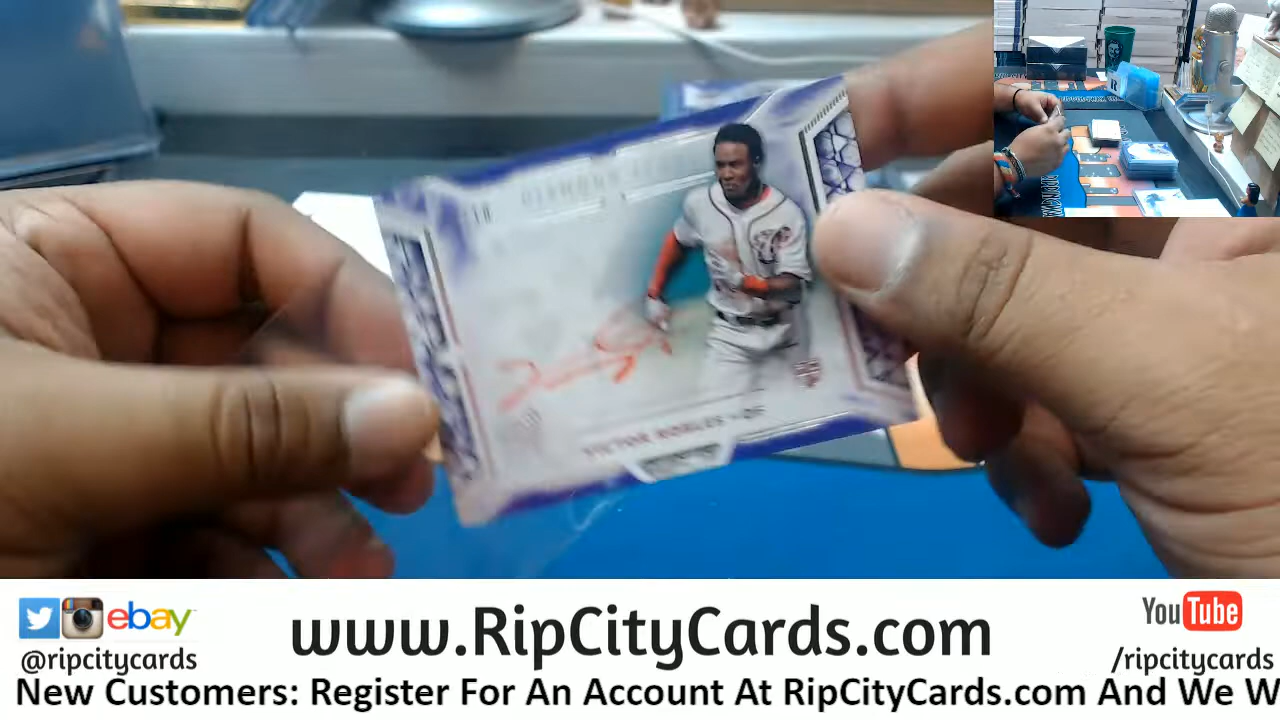 VICTOR ROBLES • OF
ebay
www.RipCityCards.com
YouTube
@ripcitycards
/ripcitycards
New Customers: Register For An Account At RipCityCards.com And We W